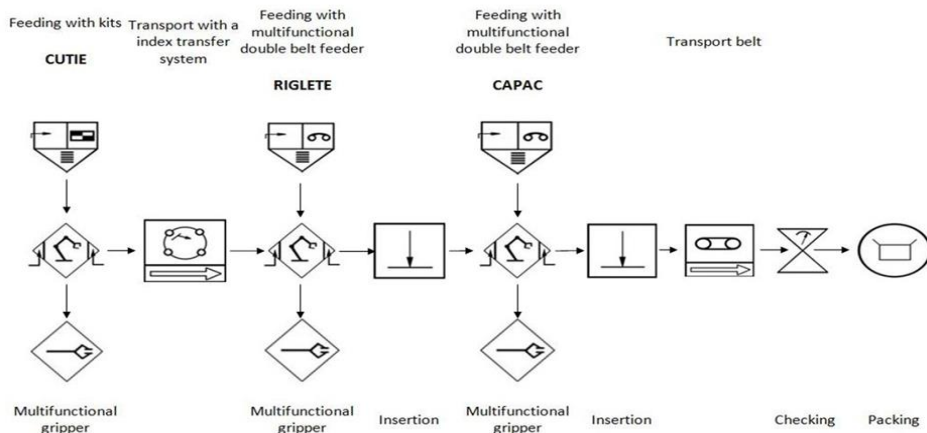 Feeding with kits
CUTIE
Transport with a
index transfer
system
Feeding with
multifunctional
double belt feeder
RIGLETE
Feeding with
multifunctional
double belt feeder
CAPAC
Transport belt
Multifunctional
gripper
Multifunctional
gripper
Insertion
Multifunctional
gripper
Insertion
Checking
Packing